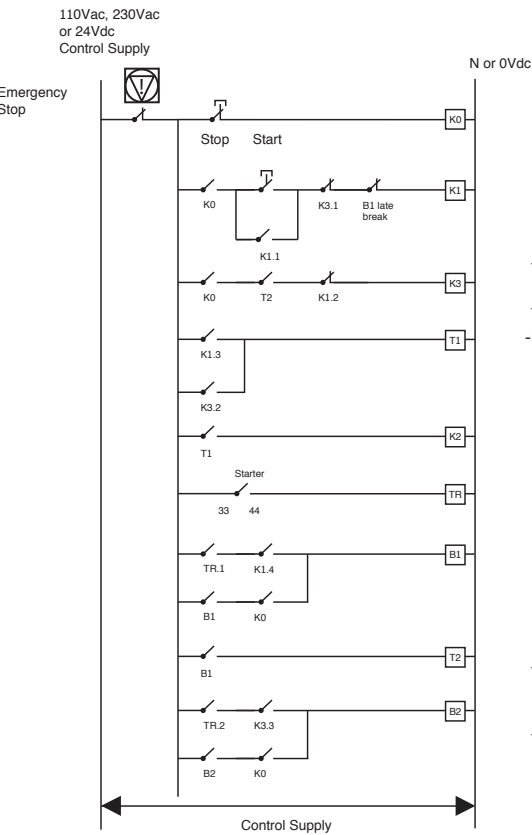 110Vac, 230Vac
or 24Vdc
Control Supply
N or 0Vdc
Emergency
Stop
K0
Stop Start
K1
K0 K3.1 B1 late
break
K1.1
K3
K0 T2 K1.2
T1
K1.3
K3.2
K2
T1
Starter
TR
33 44
B1
TR.1 K1.4
B1 K0
T2
B1
B2
TR.2 K3.3
B2 K0
Control Supply